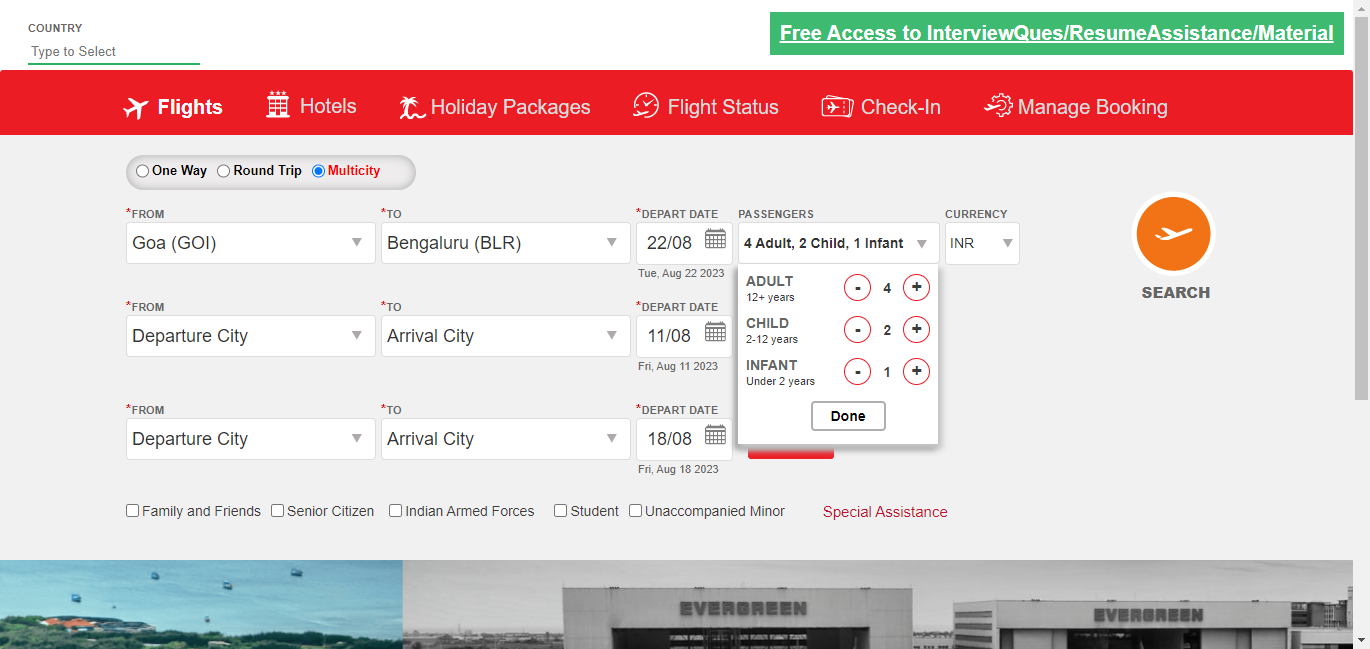 COUNTRY
Type to Select
Free Access to InterviewQues/ResumeAssistance/Material
Flights
Hotels
Holiday Packages
Flight Status
Check-In
Manage Booking
One Way
Round Trip
Multicity
*FROM
*TO
*DEPART DATE
PASSENGERS
CURRENCY
Goa (GOI)
Bengaluru (BLR)
22/08
4 Adult, 2 Child, 1 Infant
INR
Tue, Aug 22 2023
SEARCH
ADULT
12+ years
- 4 +
CHILD
2-12 years
- 2 +
INFANT
Under 2 years
- 1 +
Done
*FROM
*TO
*DEPART DATE
Departure City
Arrival City
11/08
Fri, Aug 11 2023
*FROM
*TO
*DEPART DATE
Departure City
Arrival City
18/08
Fri, Aug 18 2023
Family and Friends
Senior Citizen
Indian Armed Forces
Student
Unaccompanied Minor
Special Assistance
EVERGREEN
EVERGREEN